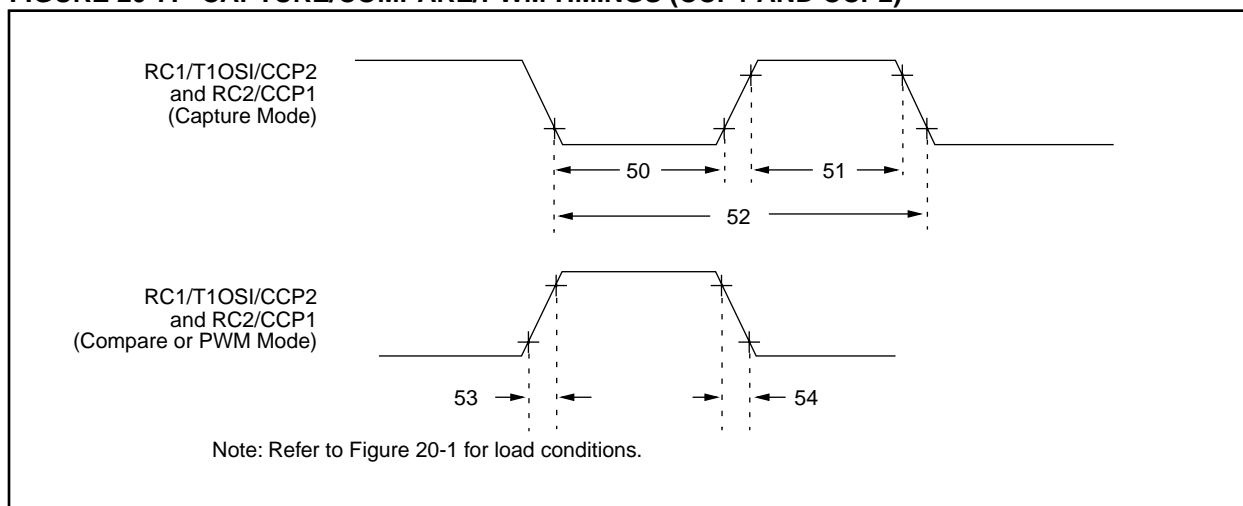 RC1/T1OSI/CCP2
and RC2/CCP1
(Capture Mode)
50
51
52
RC1/T1OSI/CCP2
and RC2/CCP1
(Compare or PWM Mode)
53
54
Note: Refer to Figure 20-1 for load conditions.